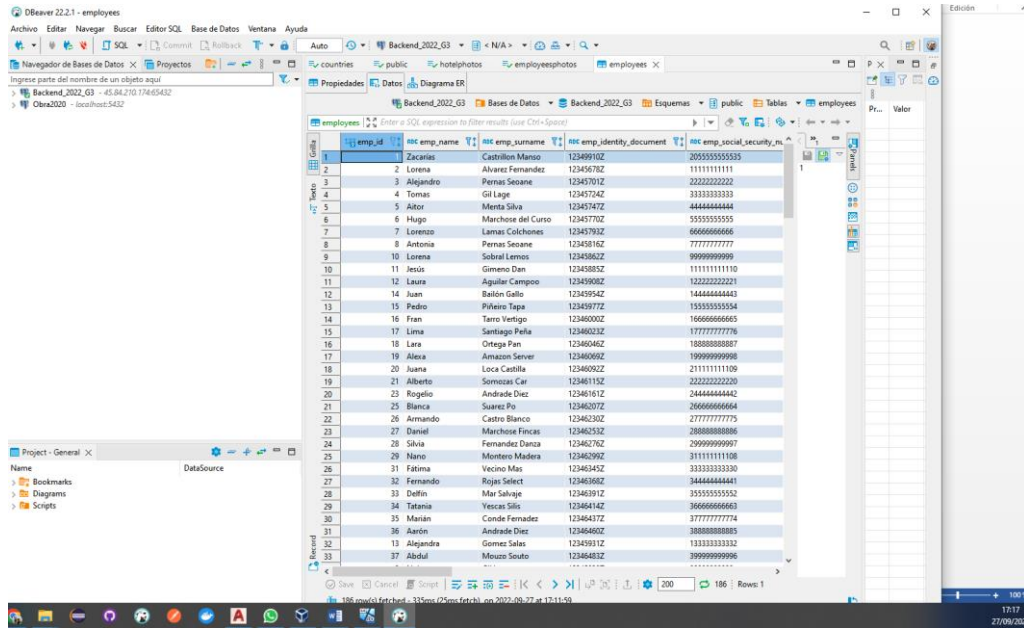 DBeaver 22.2.1 - employees
Edición
Archivo Editar Navegar Buscar Editor SQL Base de Datos Ventana Ayuda
SQL Commit Rollback Auto Backend_2022_G3 < N/A >
Navegador de Bases de Datos Proyectos
countries public hotelphotos employeesphotos employees
Ingrese parte del nombre de un objeto aquí
Propiedades Datos Diagrama ER
Pr... Valor
Backend_2022_G3 - 45.84.210.174:65432
Obra2020 - localhost:5432
Backend_2022_G3 Bases de Datos Backend_2022_G3 Esquemas public Tablas employees
employees Enter a SQL expression to filter results (use Ctrl+Space)
emp_id emp_name emp_surname emp_identity_document emp_social_security_nu
Grilla
Texto
Record
Panels
1 1 Zacarías Castrillon Manso 12349910Z 2055555555535
2 2 Lorena Alvarez Fernandez 12345678Z 11111111111
3 3 Alejandro Pernas Seoane 12345701Z 22222222222
4 4 Tomas Gil Lage 12345724Z 33333333333
5 5 Aitor Menta Silva 12345747Z 44444444444
6 6 Hugo Marchose del Curso 12345770Z 55555555555
7 7 Lorenzo Lamas Colchones 12345793Z 66666666666
8 8 Antonia Pernas Seoane 12345816Z 77777777777
9 10 Lorena Sobral Lemos 12345862Z 99999999999
10 11 Jesús Gimeno Dan 12345885Z 111111111110
11 12 Laura Aguilar Campoo 12345908Z 122222222221
12 14 Juan Bailón Gallo 12345954Z 144444444443
13 15 Pedro Piñeiro Tapa 12345977Z 155555555554
14 16 Fran Tarro Vertigo 12346000Z 166666666665
15 17 Lima Santiago Peña 12346023Z 177777777776
16 18 Lara Ortega Pan 12346046Z 188888888887
17 19 Alexa Amazon Server 12346069Z 199999999998
18 20 Juana Loca Castilla 12346092Z 211111111109
19 21 Alberto Somozas Car 12346115Z 222222222220
20 23 Rogelio Andrade Diez 12346161Z 244444444442
21 25 Blanca Suarez Po 12346207Z 266666666664
22 26 Armando Castro Blanco 12346230Z 277777777775
23 27 Daniel Marchose Fincas 12346253Z 288888888886
24 28 Silvia Fernandez Danza 12346276Z 299999999997
25 29 Nano Montero Madera 12346299Z 311111111108
26 31 Fátima Vecino Mas 12346345Z 333333333330
27 32 Fernando Rojas Select 12346368Z 344444444441
28 33 Delfín Mar Salvaje 12346391Z 355555555552
29 34 Tatania Yescas Silis 12346414Z 366666666663
30 35 Marián Conde Fernadez 12346437Z 377777777774
31 36 Aarón Andrade Diez 12346460Z 388888888885
32 13 Alejandra Gomez Salas 12345931Z 133333333332
33 37 Abdul Mouzo Souto 12346483Z 399999999996
Project - General
Name DataSource
Bookmarks
Diagrams
Scripts
Save Cancel Script 200 186 Rows: 1
186 row(s) fetched - 335ms (25ms fetch), on 2022-09-27 at 17:11:59
100
17:17
27/09/202